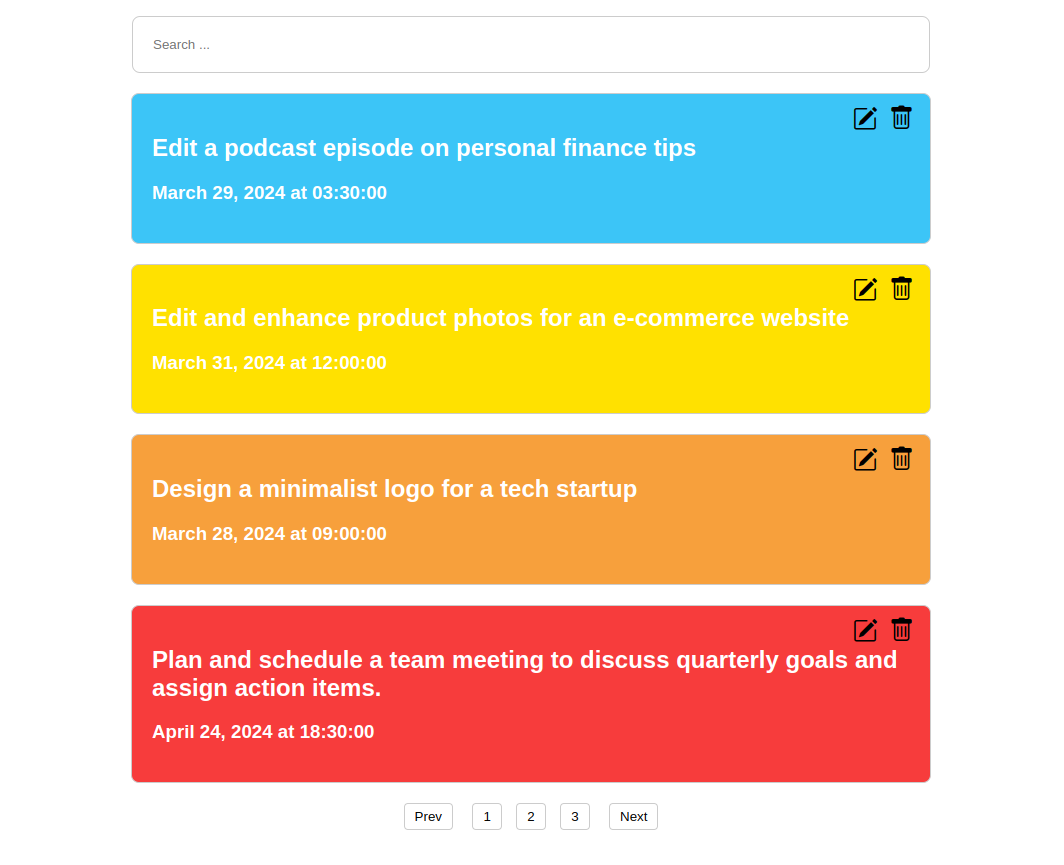 Search ...
Edit a podcast episode on personal finance tips
March 29, 2024 at 03:30:00
Edit and enhance product photos for an e-commerce website
March 31, 2024 at 12:00:00
Design a minimalist logo for a tech startup
March 28, 2024 at 09:00:00
Plan and schedule a team meeting to discuss quarterly goals and
assign action items.
April 24, 2024 at 18:30:00
Prev 1 2 3 Next